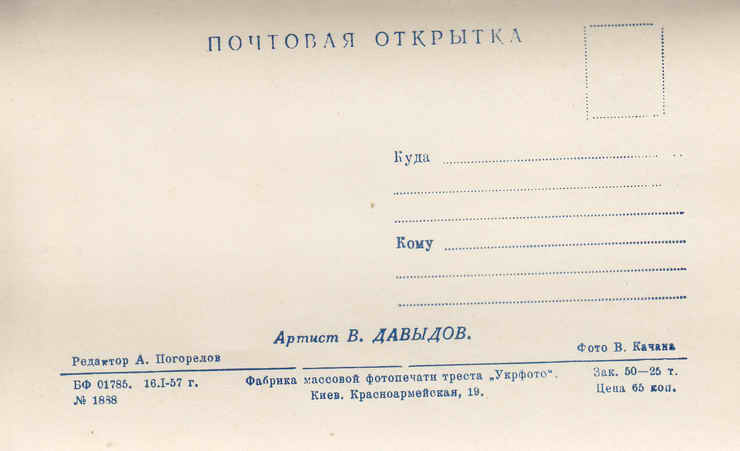 ПОЧТОВАЯ ОТКРЫТКА
Куда
Кому
Артист В. ДАВЫДОВ.
Редактор А. Погорелов
Фото В. Качана
БФ 01785. 16.I-57 г.
№ 1888
Фабрика массовой фотопечати треста „Укрфото“.
Киев. Красноармейская, 19.
Зак. 50—25 т.
Цена 65 коп.